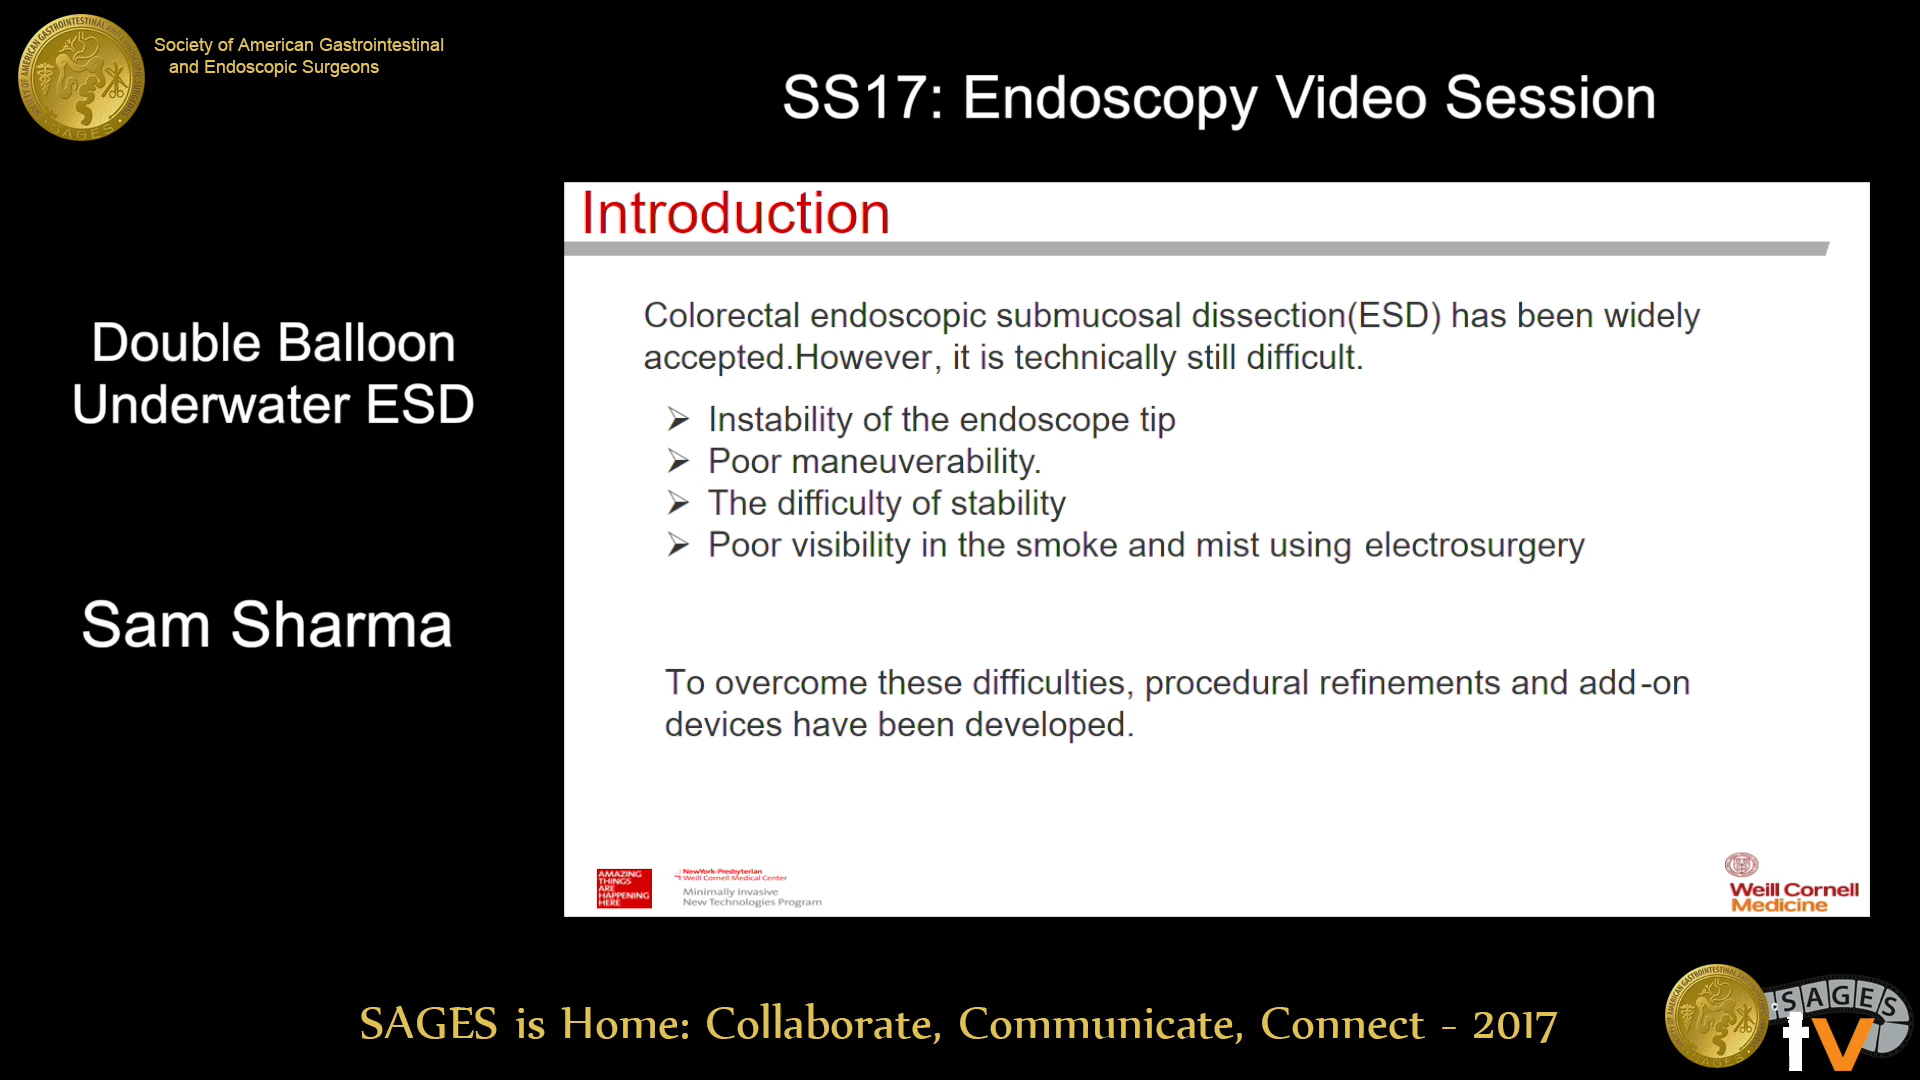 Society of American Gastrointestinal
and Endoscopic Surgeons
SS17: Endoscopy Video Session
Double Balloon
Underwater ESD
Sam Sharma
Introduction
Colorectal endoscopic submucosal dissection(ESD) has been widely
accepted.However, it is technically still difficult.
➢ Instability of the endoscope tip
➢ Poor maneuverability.
➢ The difficulty of stability
➢ Poor visibility in the smoke and mist using electrosurgery
To overcome these difficulties, procedural refinements and add-on
devices have been developed.
AMAZING
THINGS
ARE
HAPPENING
HERE
NewYork-Presbyterian
Weill Cornell Medical Center
Minimally Invasive
New Technologies Program
Weill Cornell
Medicine
SAGES is Home: Collaborate, Communicate, Connect - 2017
SAGES
tv